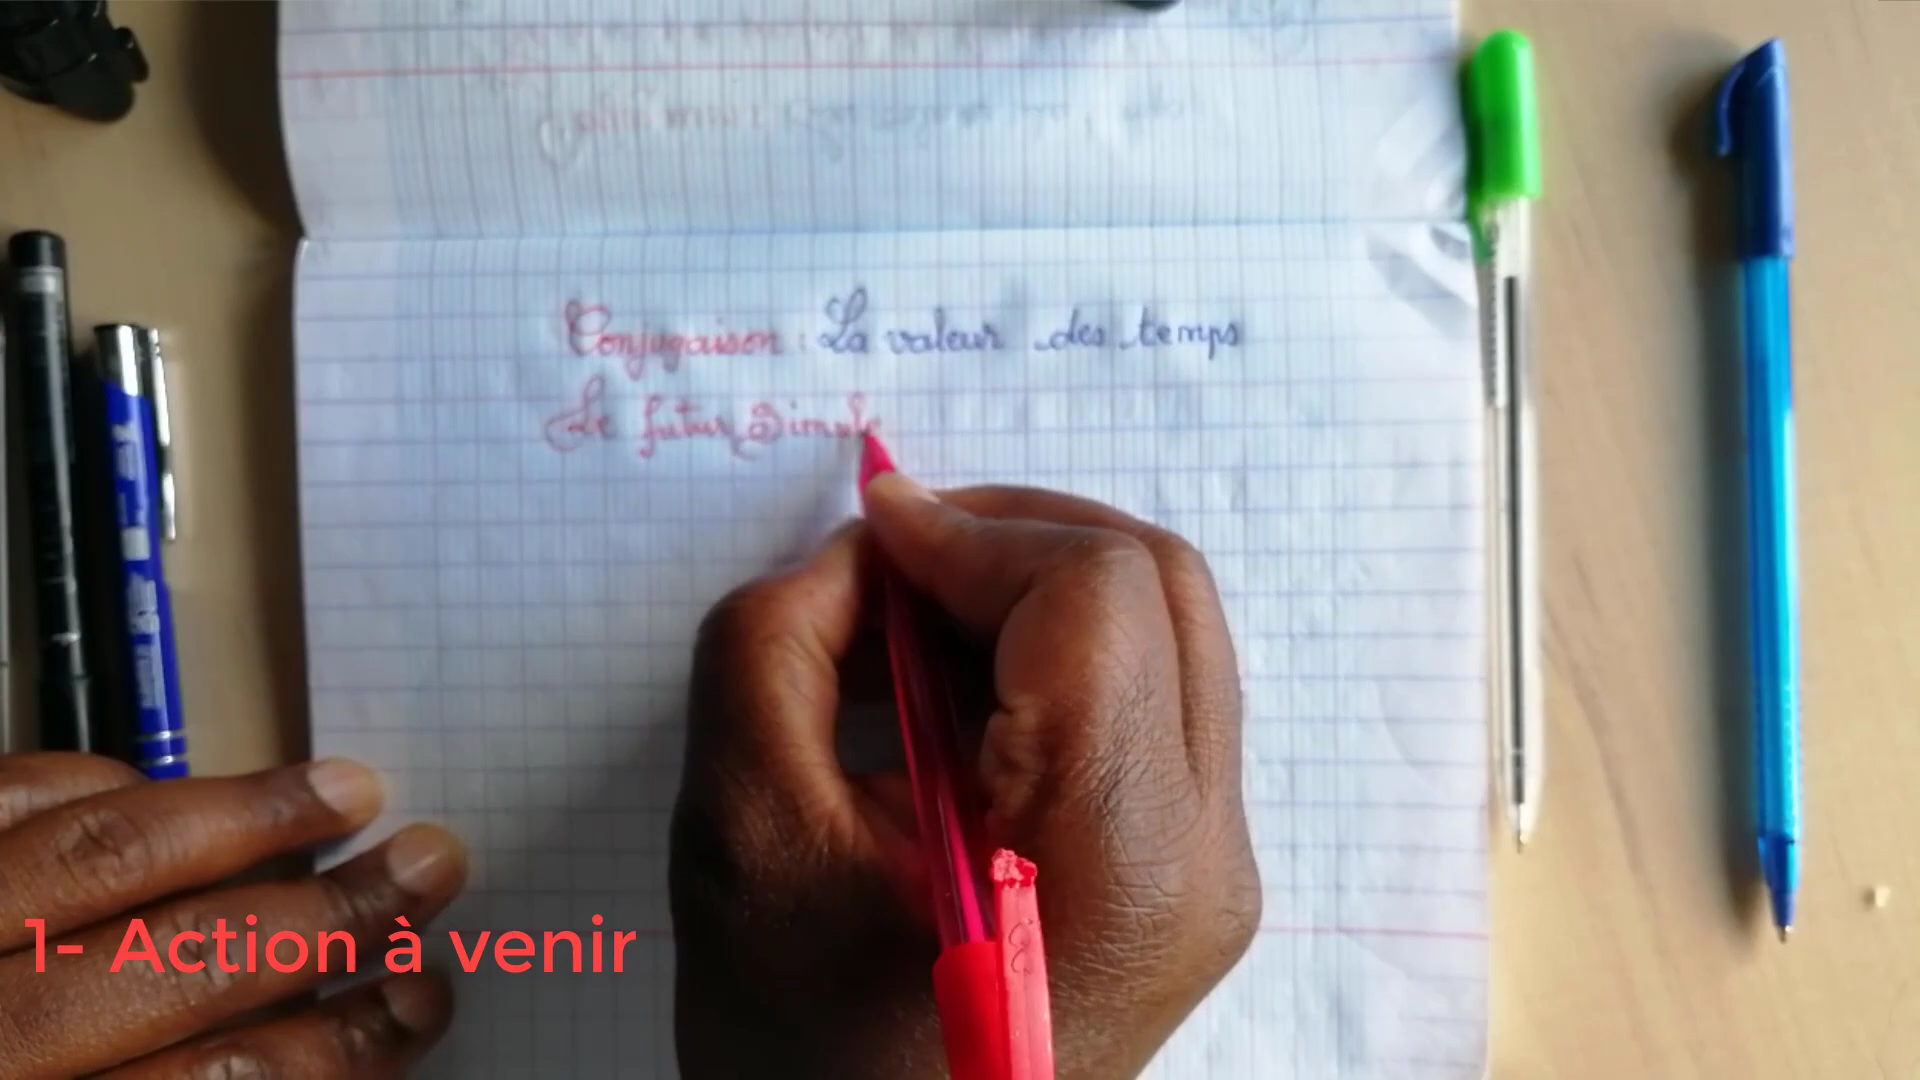 Conjugaison : La valeur des temps
Le futur Simple
1- Action à venir